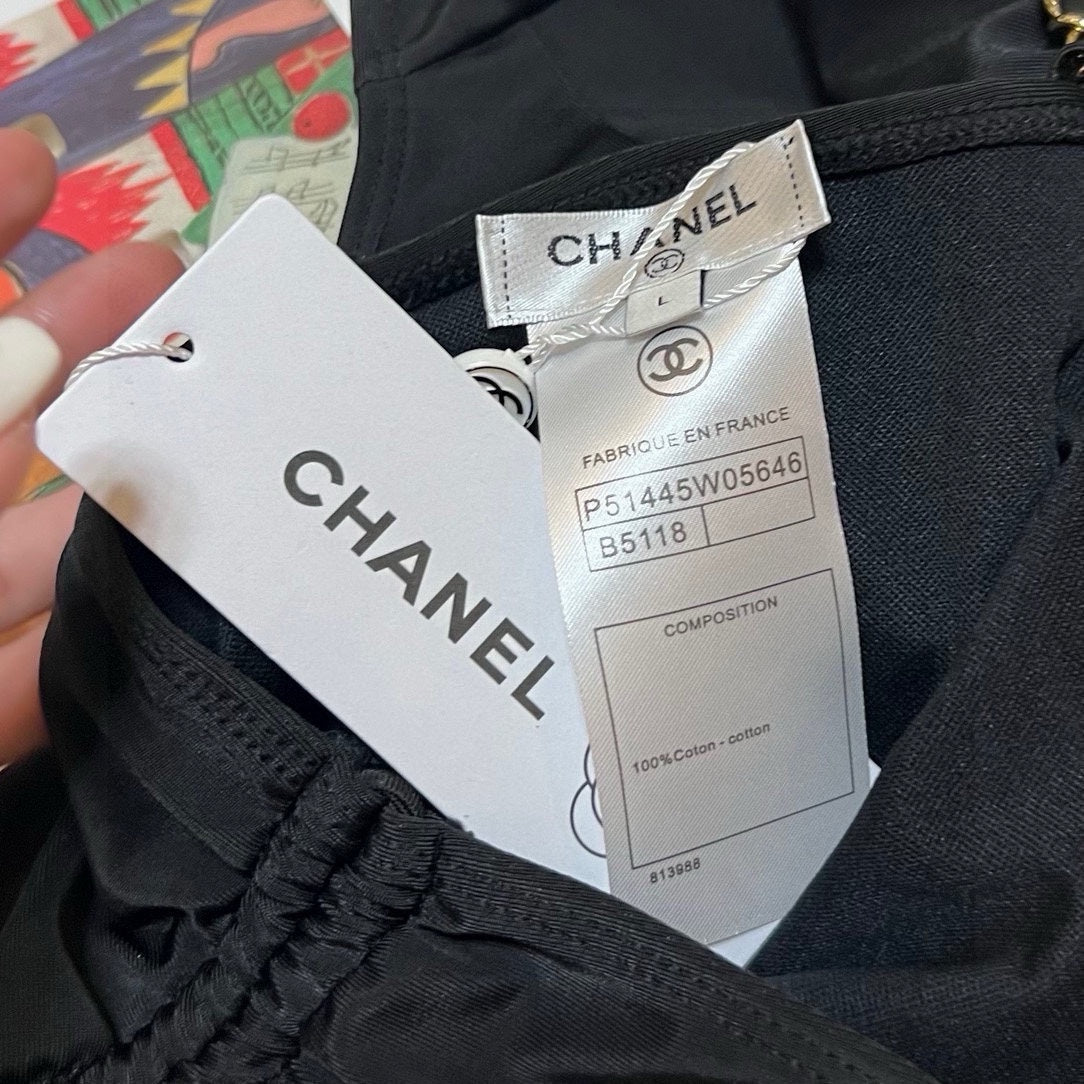 CHANEL
L
FABRIQUE EN FRANCE
P51445W05646
B5118
COMPOSITION
100%Coton - cotton
813988
CHANEL